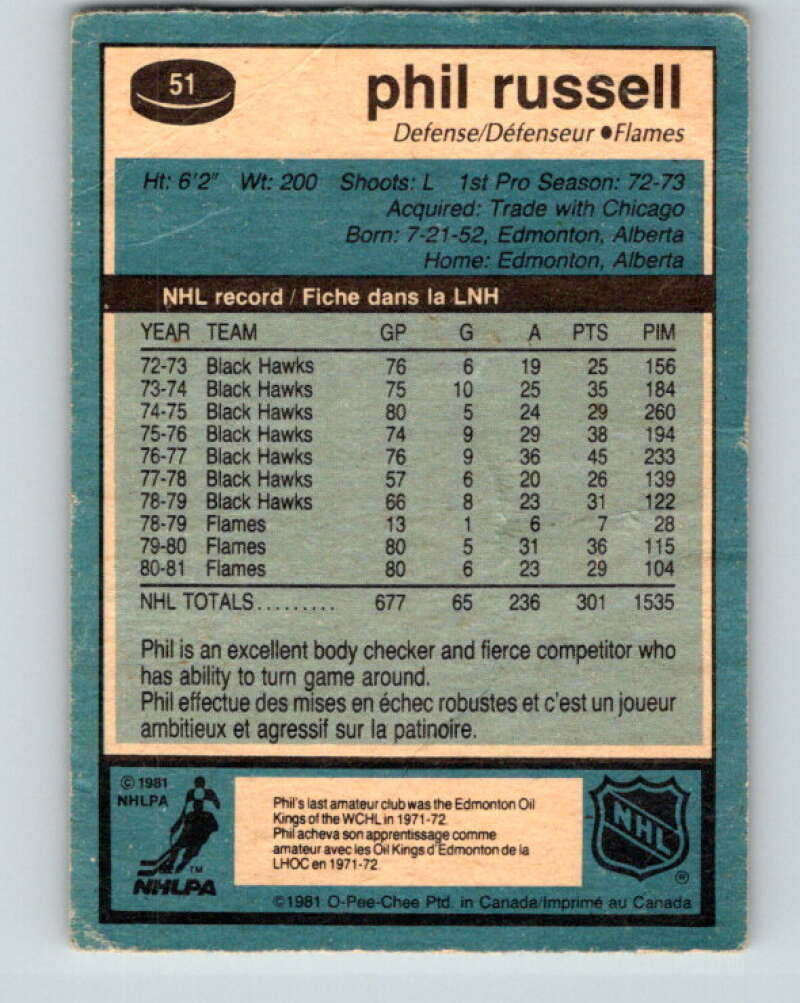 51
phil russell
Defense/Défenseur ●Flames
Ht: 6'2" Wt: 200 Shoots: L 1st Pro Season: 72-73
Acquired: Trade with Chicago
Born: 7-21-52, Edmonton, Alberta
Home: Edmonton, Alberta
NHL record / Fiche dans la LNH
YEAR TEAM GP G A PTS PIM
72-73 Black Hawks 76 6 19 25 156
73-74 Black Hawks 75 10 25 35 184
74-75 Black Hawks 80 5 24 29 260
75-76 Black Hawks 74 9 29 38 194
76-77 Black Hawks 76 9 36 45 233
77-78 Black Hawks 57 6 20 26 139
78-79 Black Hawks 66 8 23 31 122
78-79 Flames 13 1 6 7 28
79-80 Flames 80 5 31 36 115
80-81 Flames 80 6 23 29 104
NHL TOTALS......... 677 65 236 301 1535
Phil is an excellent body checker and fierce competitor who
has ability to turn game around.
Phil effectue des mises en échec robustes et c'est un joueur
ambitieux et agressif sur la patinoire.
© 1981
NHLPA
TM
NHLPA
Phil's last amateur club was the Edmonton Oil
Kings of the WCHL in 1971-72.
Phil acheva son apprentissage comme
amateur avec les Oil Kings d'Edmonton de la
LHOC en 1971-72.
NHL
®
©1981 O-Pee-Chee Ptd. in Canada/Imprimé au Canada